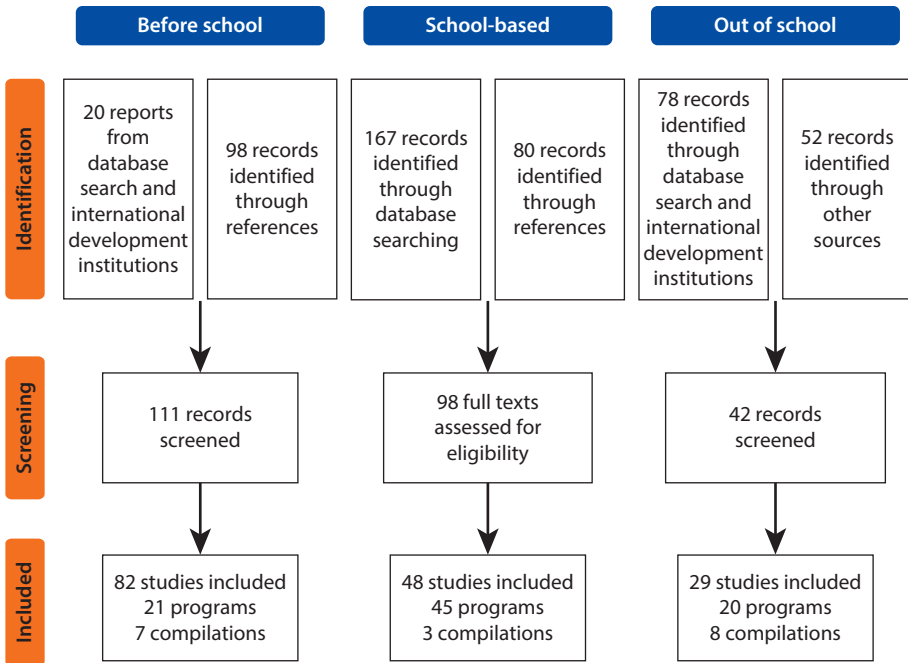 Before school
School-based
Out of school
Identification
20 reports
from
database
search and
international
development
institutions
98 records
identified
through
references
167 records
identified
through
database
searching
80 records
identified
through
references
78 records
identified
through
database
search and
international
development
institutions
52 records
identified
through
other
sources
Screening
111 records
screened
98 full texts
assessed for
eligibility
42 records
screened
Included
82 studies included
21 programs
7 compilations
48 studies included
45 programs
3 compilations
29 studies included
20 programs
8 compilations